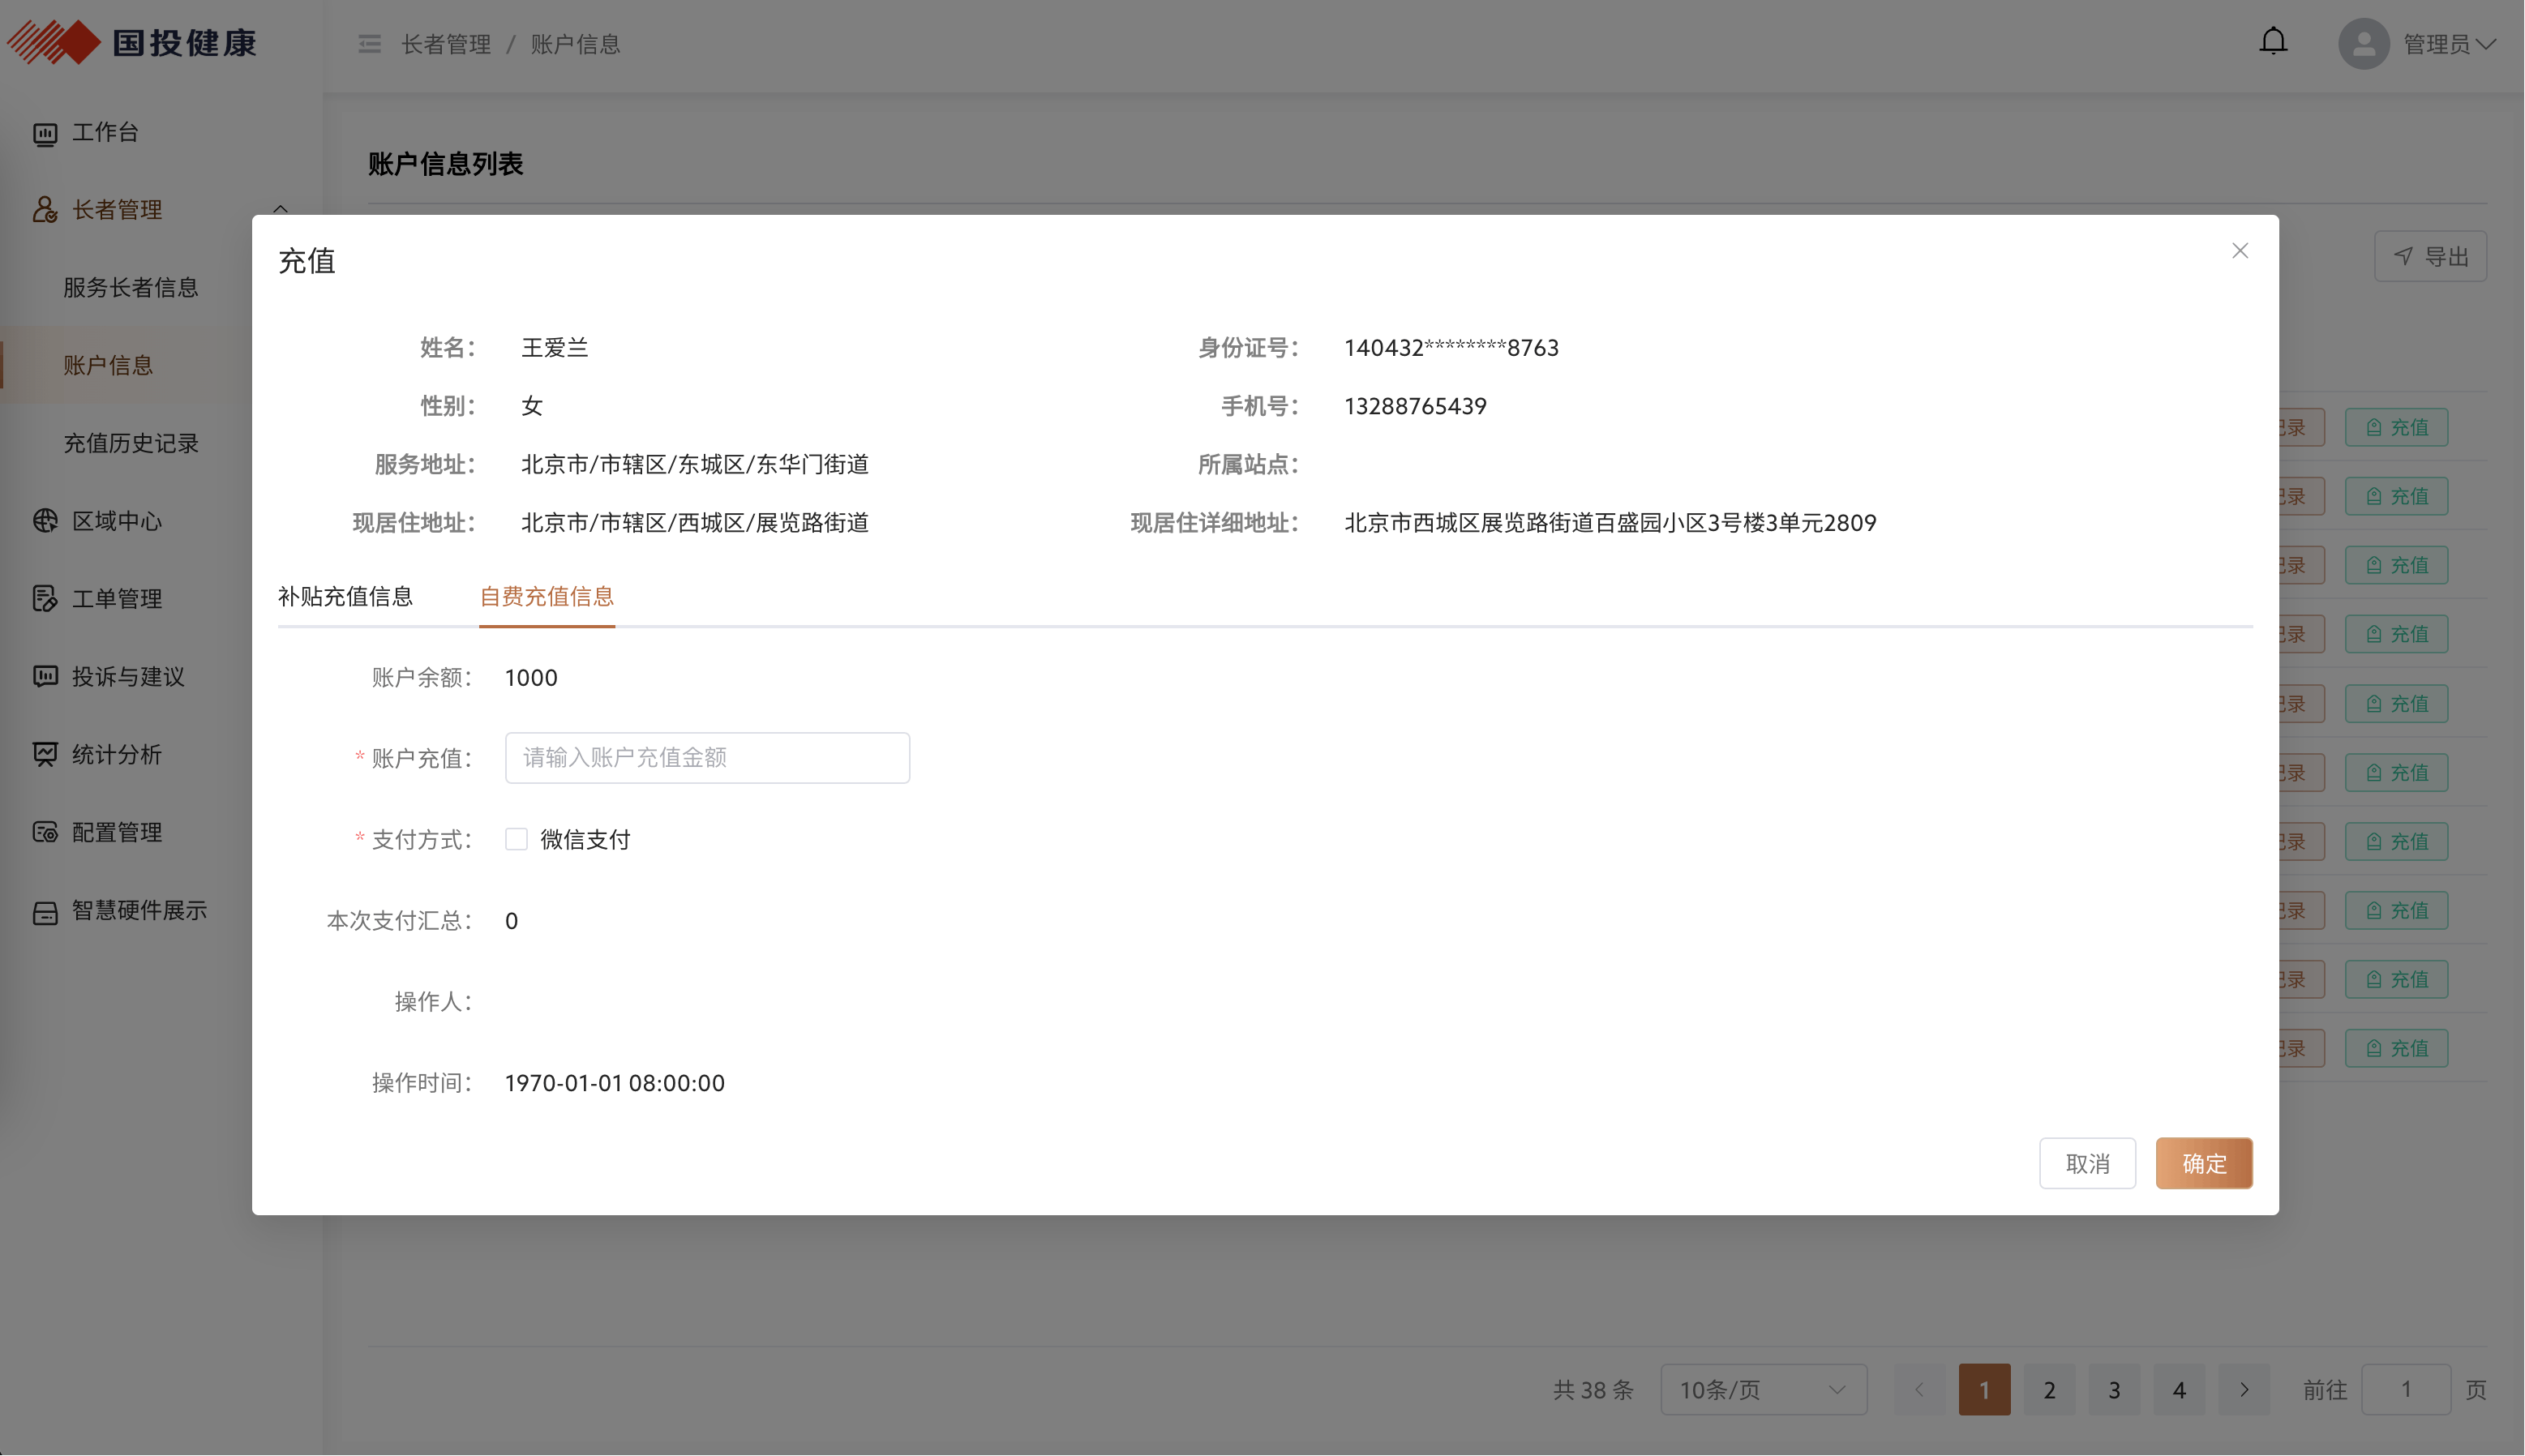 国投健康
长者管理 / 账户信息
管理员
工作台
长者管理
服务长者信息
账户信息
充值历史记录
区域中心
工单管理
投诉与建议
统计分析
配置管理
智慧硬件展示
账户信息列表
导出
充值
姓名： 王爱兰 身份证号： 140432********8763
性别： 女 手机号： 13288765439
服务地址： 北京市/市辖区/东城区/东华门街道 所属站点：
现居住地址： 北京市/市辖区/西城区/展览路街道 现居住详细地址： 北京市西城区展览路街道百盛园小区3号楼3单元2809
补贴充值信息 自费充值信息
账户余额： 1000
* 账户充值： 请输入账户充值金额
* 支付方式： 微信支付
本次支付汇总： 0
操作人：
操作时间： 1970-01-01 08:00:00
取消 确定
录 充值
录 充值
录 充值
录 充值
录 充值
录 充值
录 充值
录 充值
录 充值
录 充值
共 38 条 10条/页 1 2 3 4 前往 1 页